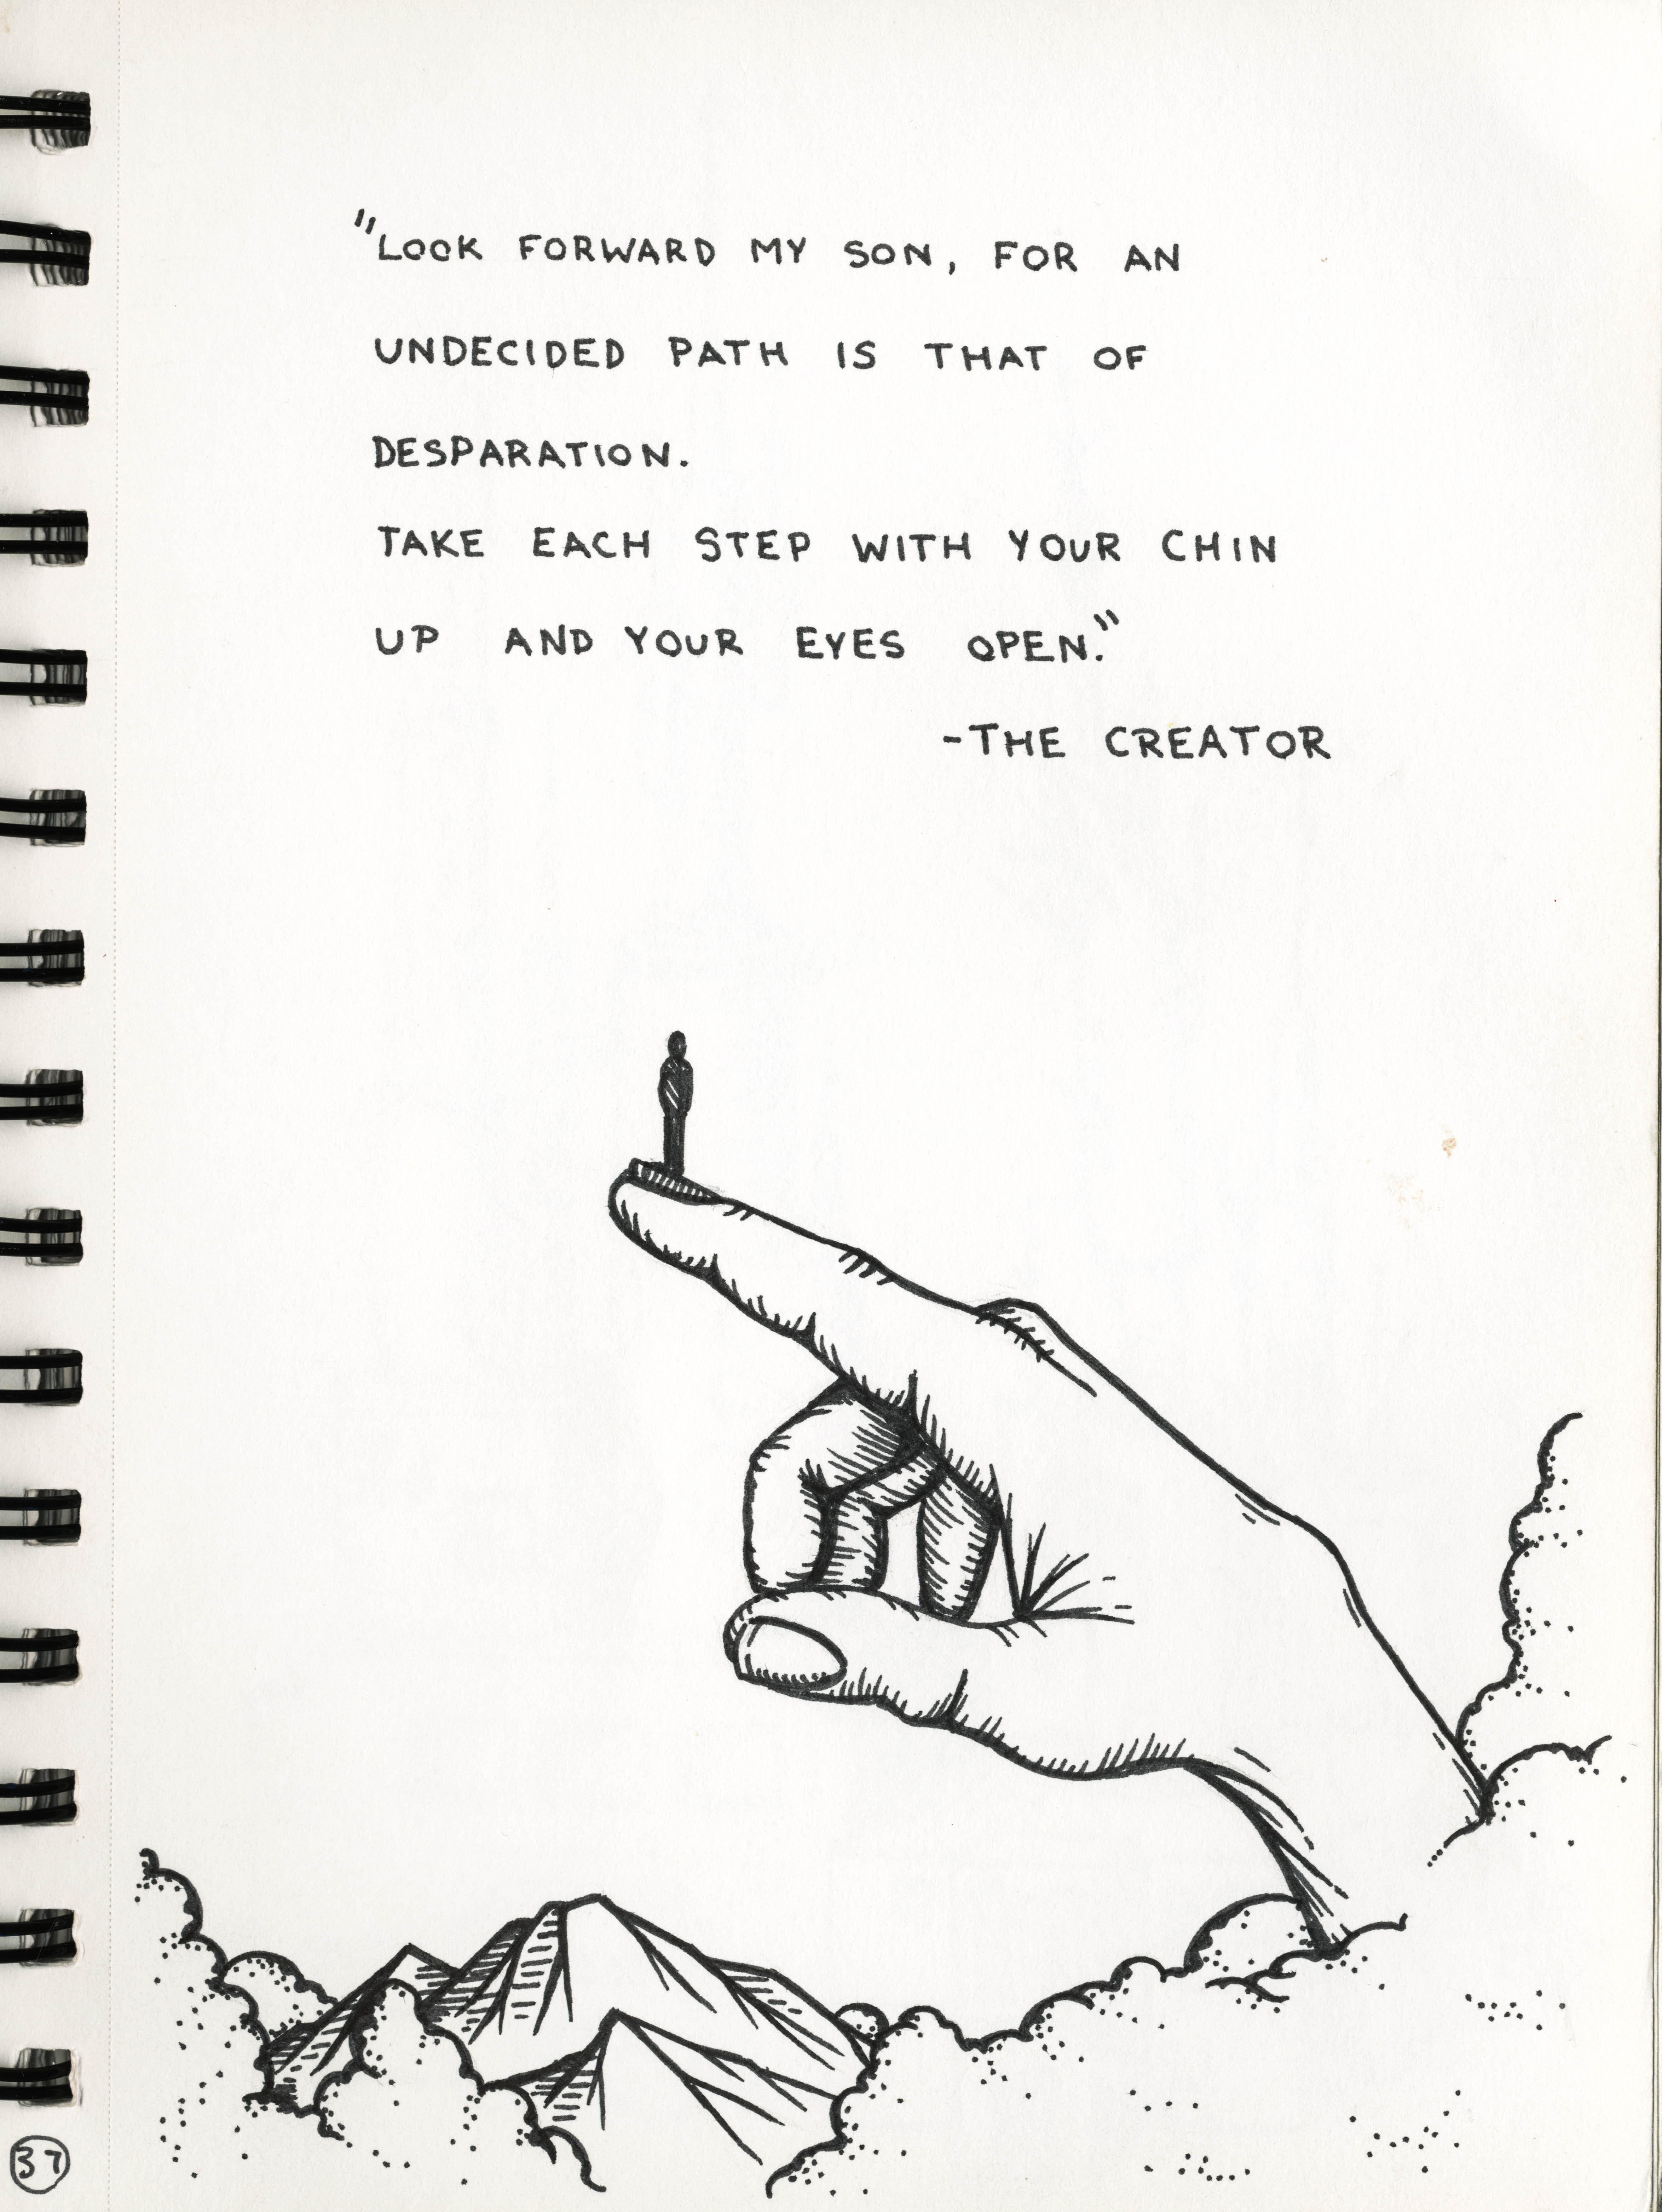 "LOOK FORWARD MY SON, FOR AN
UNDECIDED PATH IS THAT OF
DESPARATION.
TAKE EACH STEP WITH YOUR CHIN
UP AND YOUR EYES OPEN."
-THE CREATOR
37